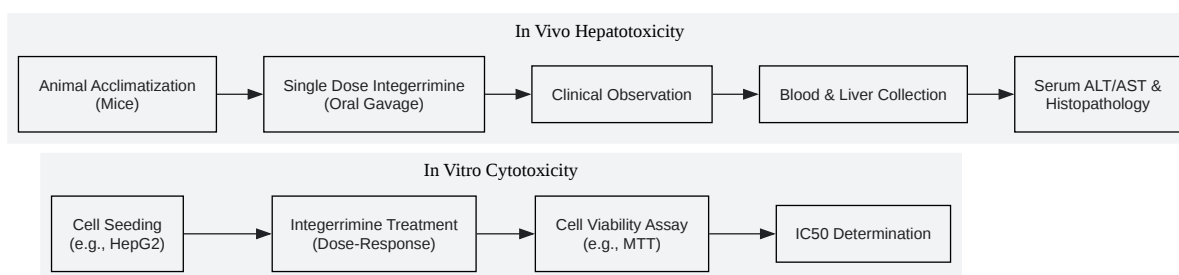 In Vivo Hepatotoxicity
Animal Acclimatization
(Mice)
Single Dose Integerrimine
(Oral Gavage)
Clinical Observation
Blood & Liver Collection
Serum ALT/AST &
Histopathology
In Vitro Cytotoxicity
Cell Seeding
(e.g., HepG2)
Integerrimine Treatment
(Dose-Response)
Cell Viability Assay
(e.g., MTT)
IC50 Determination